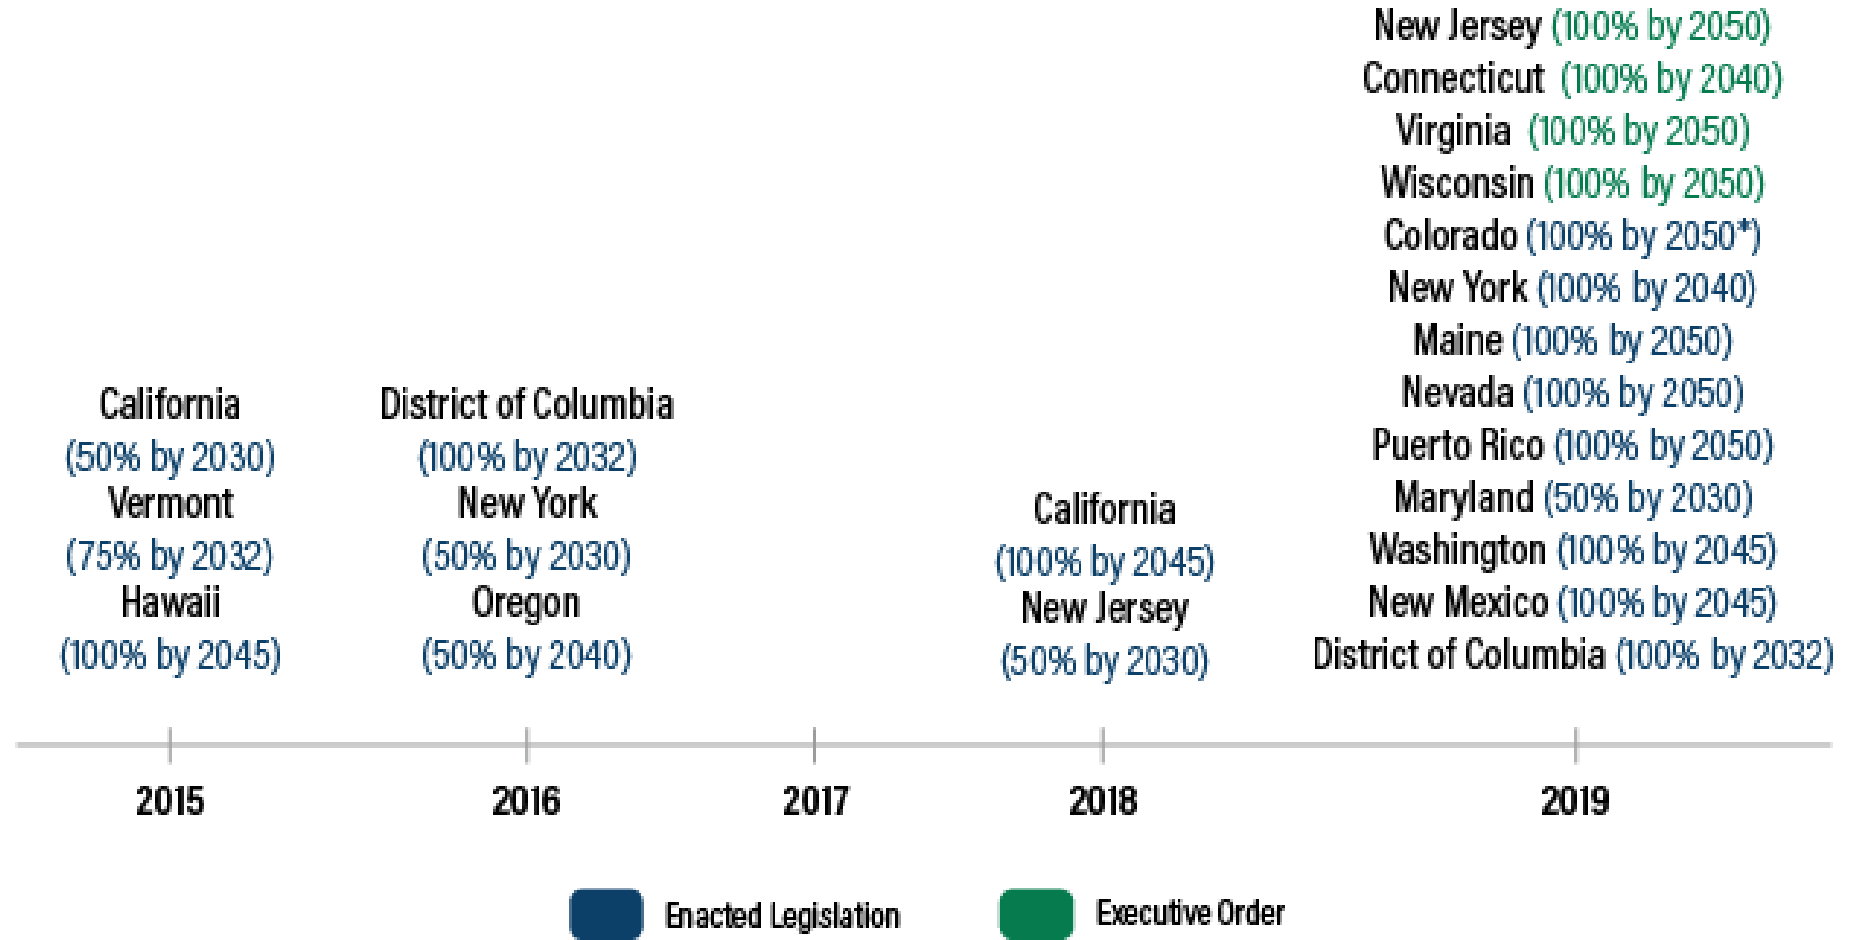 California
(50% by 2030)
Vermont
(75% by 2032)
Hawaii
(100% by 2045)
District of Columbia
(100% by 2032)
New York
(50% by 2030)
Oregon
(50% by 2040)
California
(100% by 2045)
New Jersey
(50% by 2030)
New Jersey (100% by 2050)
Connecticut (100% by 2040)
Virginia (100% by 2050)
Wisconsin (100% by 2050)
Colorado (100% by 2050*)
New York (100% by 2040)
Maine (100% by 2050)
Nevada (100% by 2050)
Puerto Rico (100% by 2050)
Maryland (50% by 2030)
Washington (100% by 2045)
New Mexico (100% by 2045)
District of Columbia (100% by 2032)
2015 2016 2017 2018 2019
Enacted Legislation Executive Order